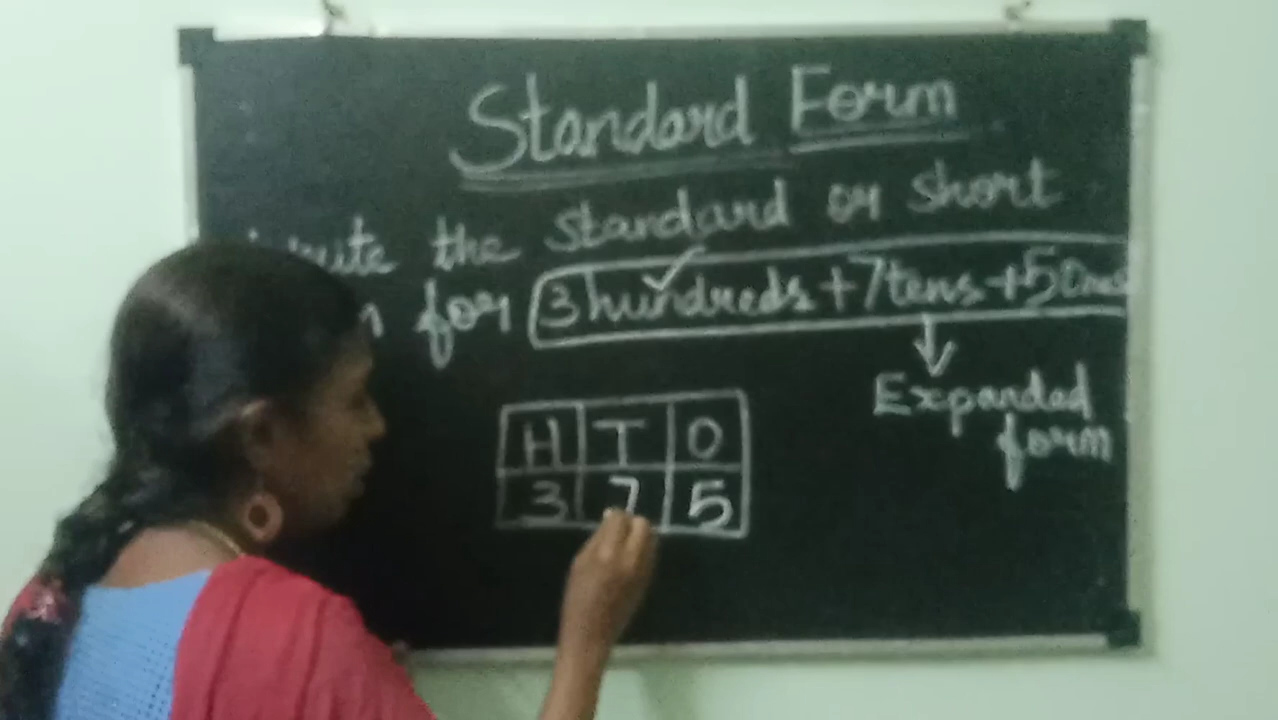 Standard Form
write the standard or short
for 3 hundreds + 7 tens + 5 Ones
Expanded
form
H T O
3 7 5